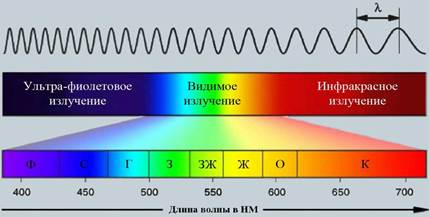 λ
Ультра-фиолетовое
излучение
Видимое
излучение
Инфракрасное
излучение
Ф С Г З ЗЖ Ж О К
400 450 500 550 600 650 700
Длина волны в НМ